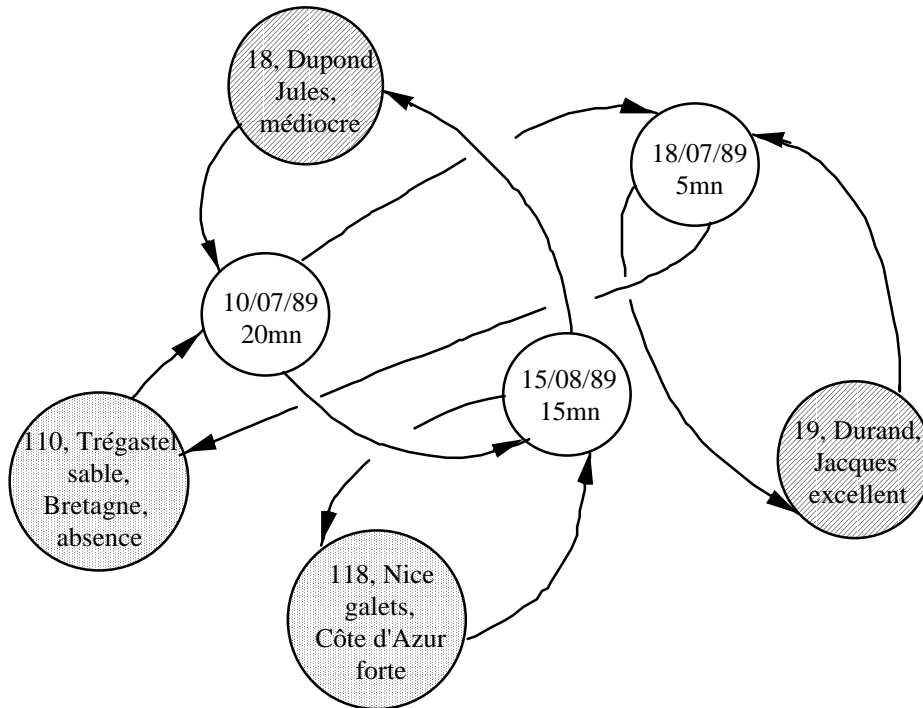 18, Dupond
Jules,
médiocre
18/07/89
5mn
10/07/89
20mn
15/08/89
15mn
110, Trégastel
sable,
Bretagne,
absence
19, Durand,
Jacques
excellent
118, Nice
galets,
Côte d'Azur
forte